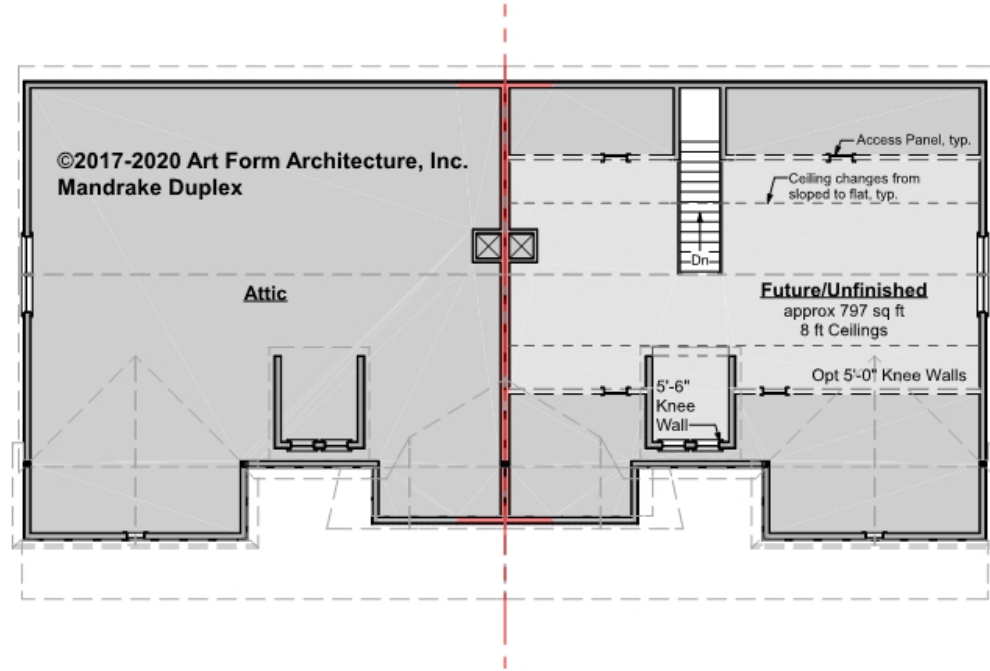 ©2017-2020 Art Form Architecture, Inc.
Mandrake Duplex
Access Panel, typ.
Ceiling changes from
sloped to flat, typ.
Dn
Attic
Future/Unfinished
approx 797 sq ft
8 ft Ceilings
Opt 5'-0" Knee Walls
5'-6"
Knee
Wall